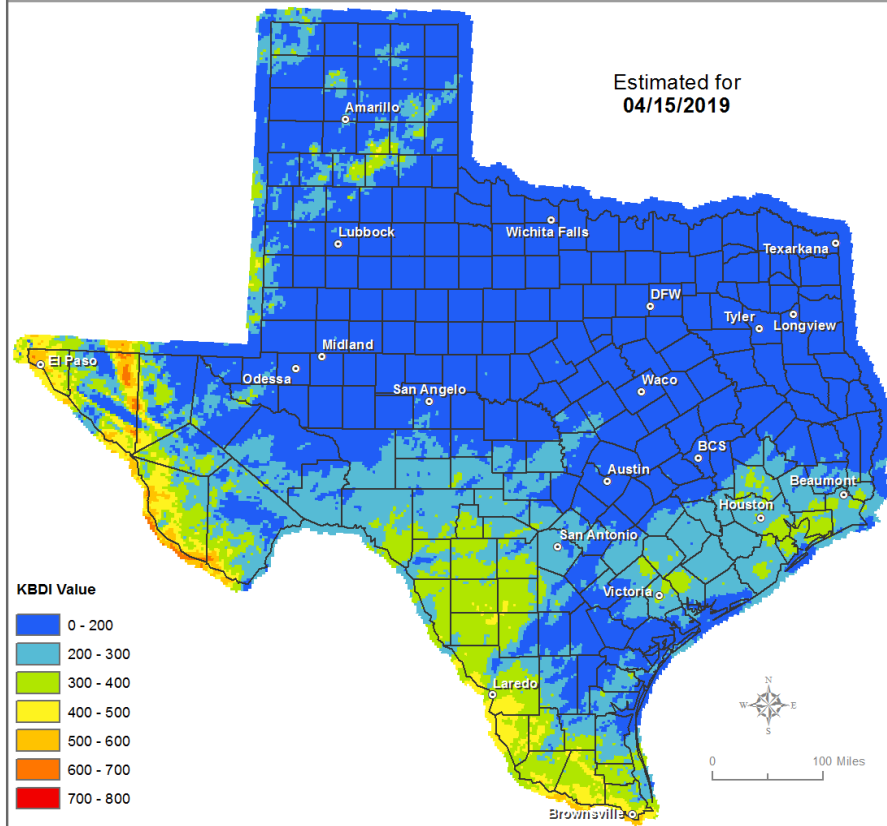 Estimated for
04/15/2019
Amarillo
Lubbock
Wichita Falls
Texarkana
DFW
Tyler
Longview
Midland
El Paso
Odessa
San Angelo
Waco
BCS
Austin
Beaumont
Houston
San Antonio
Victoria
Laredo
Brownsville
KBDI Value
0 - 200
200 - 300
300 - 400
400 - 500
500 - 600
600 - 700
700 - 800
N
W
E
S
0
100 Miles